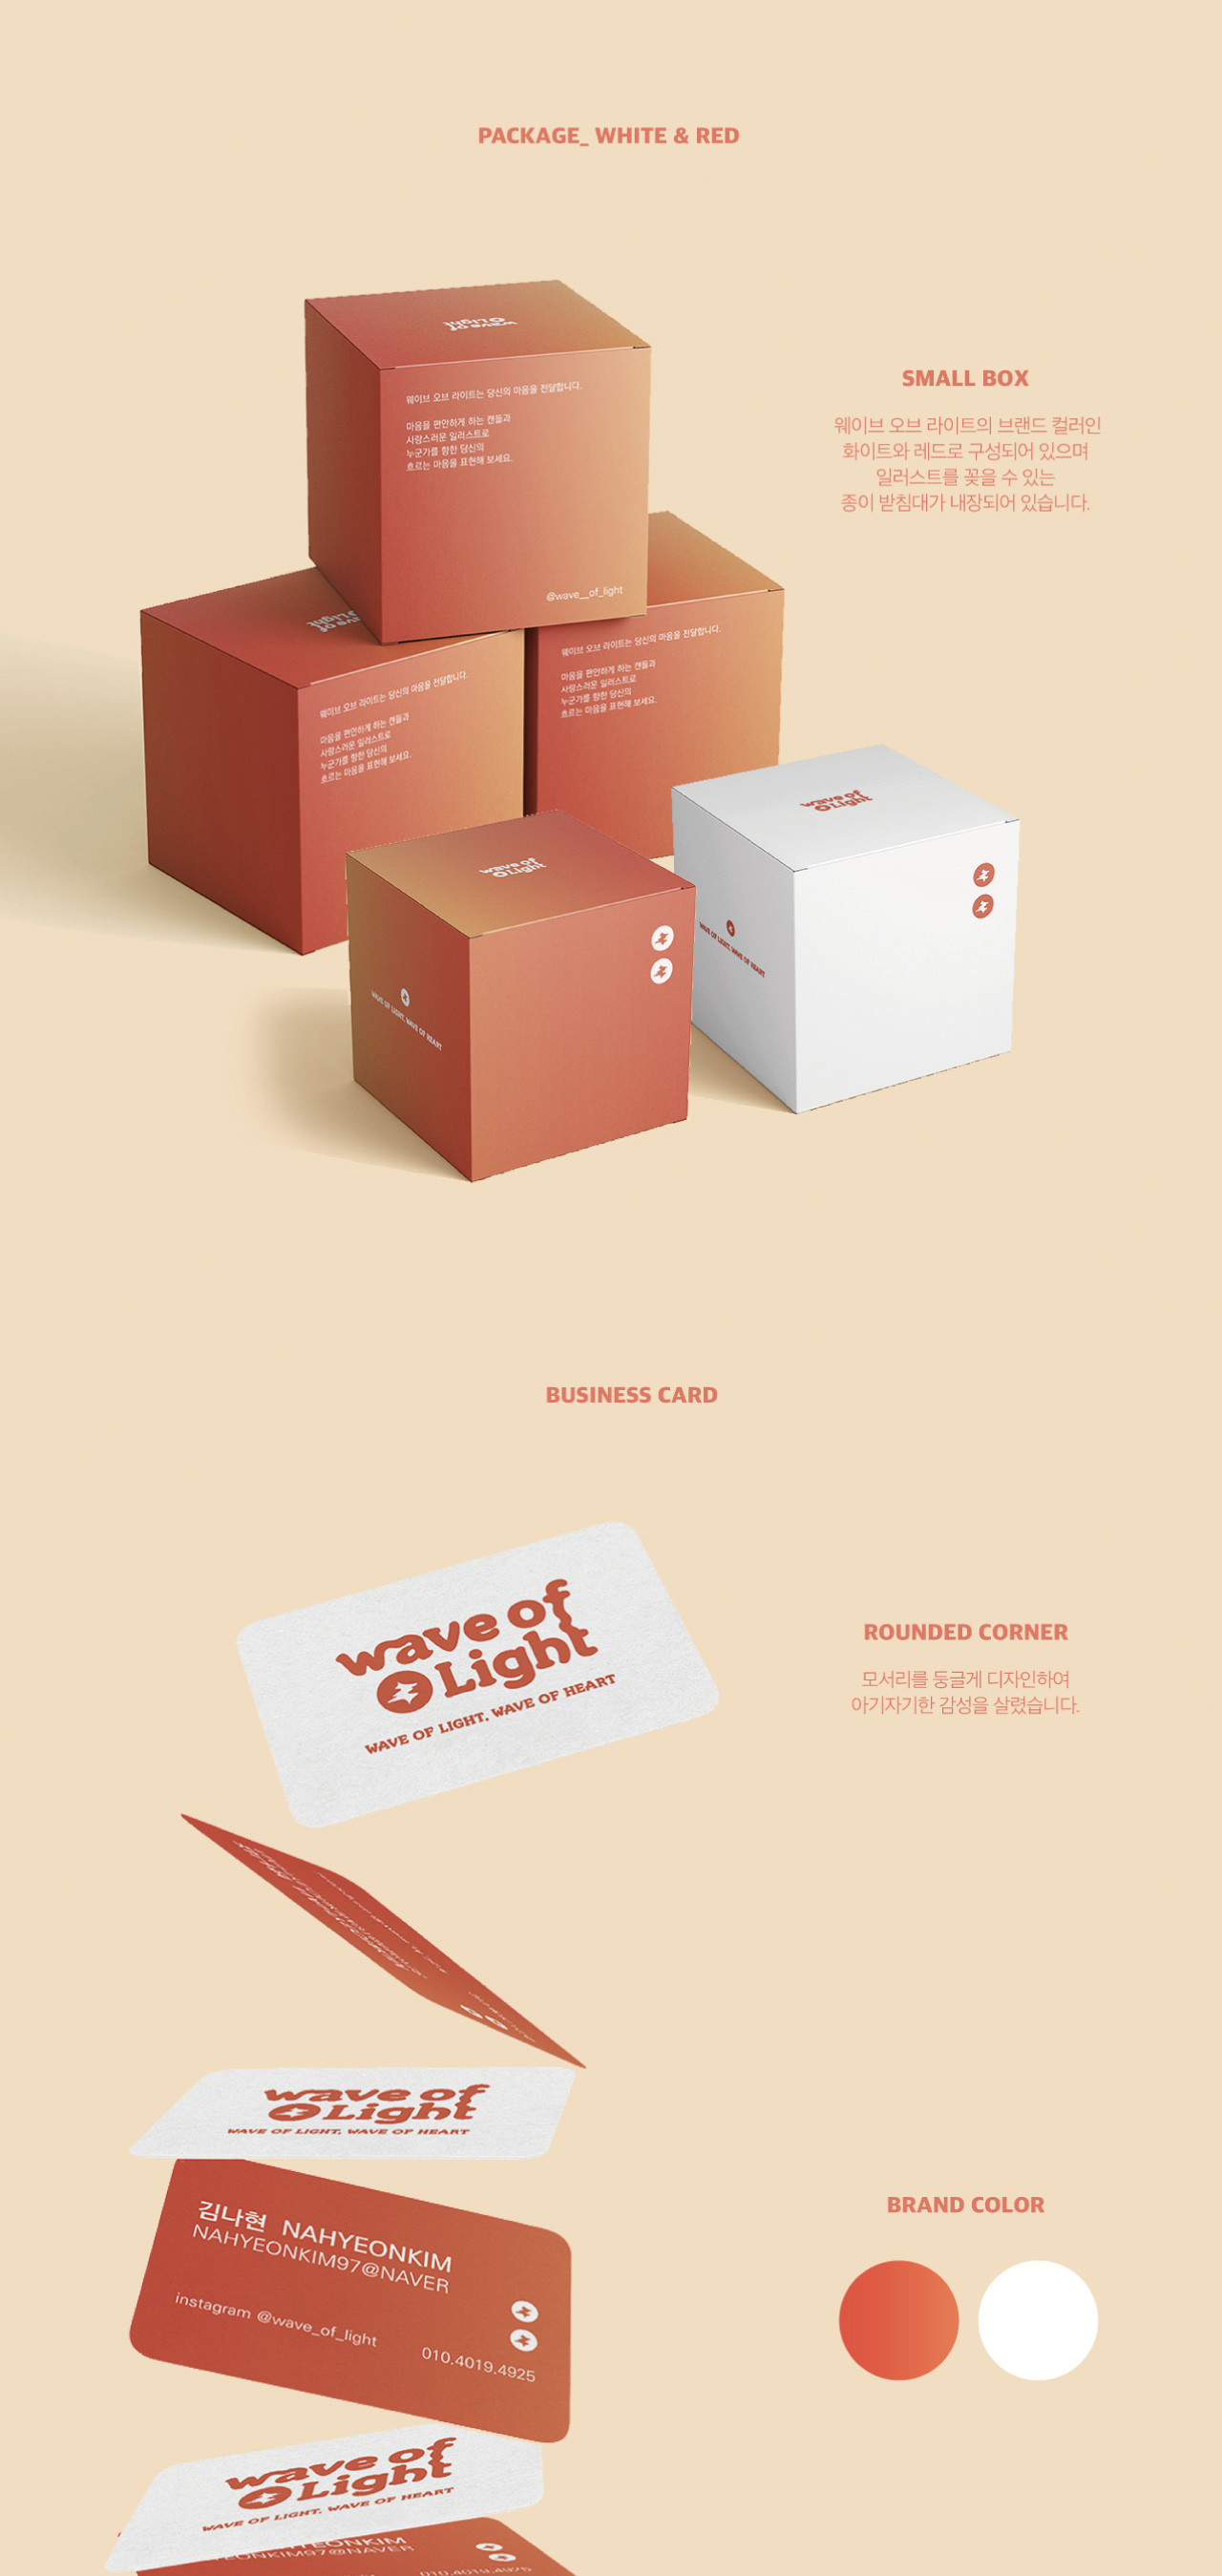 PACKAGE_ WHITE & RED
wave of
Light
웨이브 오브 라이트는 당신의 마음을 전달합니다.
마음을 편안하게 하는 캔들과
사랑스러운 일러스트로
누군가를 향한 당신의
흐르는 마음을 표현해 보세요.
@wave__of_light
SMALL BOX
웨이브 오브 라이트의 브랜드 컬러인
화이트와 레드로 구성되어 있으며
일러스트를 꽂을 수 있는
종이 받침대가 내장되어 있습니다.
wave of
Light
웨이브 오브 라이트는 당신의 마음을 전달합니다.
마음을 편안하게 하는 캔들과
사랑스러운 일러스트로
누군가를 향한 당신의
흐르는 마음을 표현해 보세요.
웨이브 오브 라이트는 당신의 마음을 전달합니다.
마음을 편안하게 하는 캔들과
사랑스러운 일러스트로
누군가를 향한 당신의
흐르는 마음을 표현해 보세요.
wave of
Light
WAVE OF LIGHT, WAVE OF HEART
wave of
Light
WAVE OF LIGHT, WAVE OF HEART
BUSINESS CARD
wave of
Light
WAVE OF LIGHT. WAVE OF HEART
ROUNDED CORNER
모서리를 둥글게 디자인하여
아기자기한 감성을 살렸습니다.
wave of
Light
WAVE OF LIGHT. WAVE OF HEART
김나현 NAHYEONKIM
NAHYEONKIM97@NAVER
instagram @wave_of_light
010.4019.4925
BRAND COLOR
wave of
Light
WAVE OF LIGHT. WAVE OF HEART
YEONKIM
YEONKIM97@NAVER
010.4019.4925